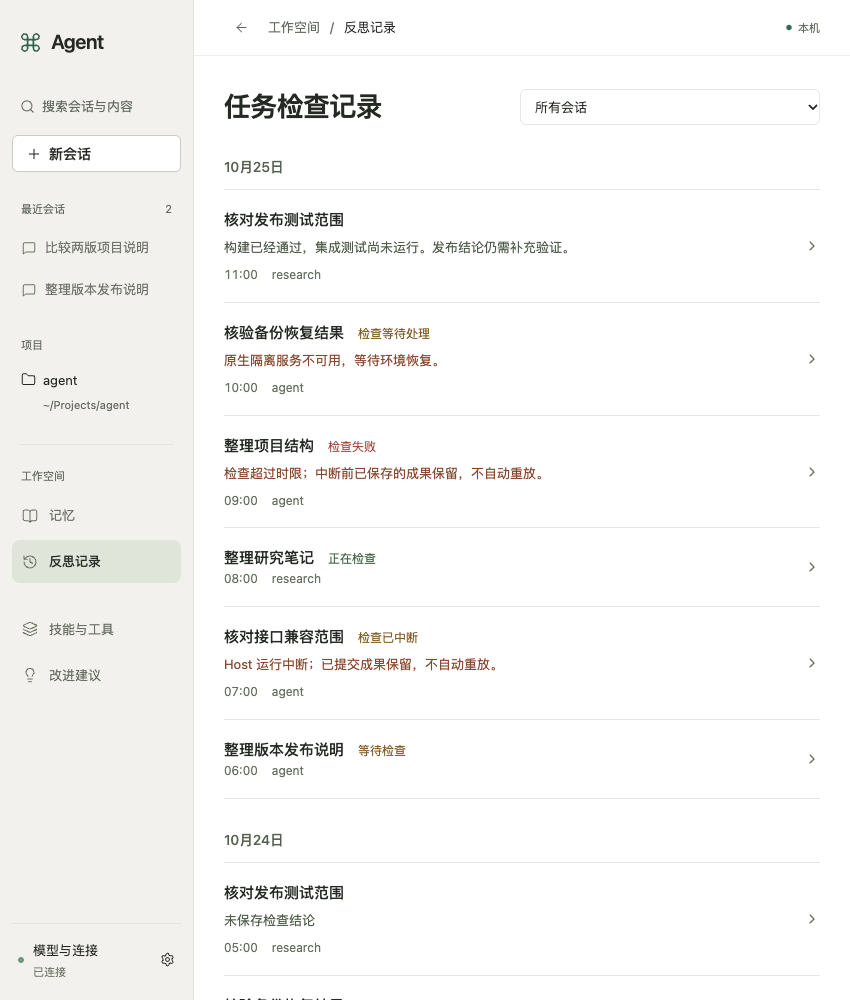 Agent
搜索会话与内容
新会话
最近会话 2
比较两版项目说明
整理版本发布说明
项目
agent
~/Projects/agent
工作空间
记忆
反思记录
技能与工具
改进建议
模型与连接
已连接
工作空间 / 反思记录
本机
任务检查记录
所有会话
10月25日
核对发布测试范围
构建已经通过，集成测试尚未运行。发布结论仍需补充验证。
11:00 research
核验备份恢复结果 检查等待处理
原生隔离服务不可用，等待环境恢复。
10:00 agent
整理项目结构 检查失败
检查超过时限；中断前已保存的成果保留，不自动重放。
09:00 agent
整理研究笔记 正在检查
08:00 research
核对接口兼容范围 检查已中断
Host 运行中断；已提交成果保留，不自动重放。
07:00 agent
整理版本发布说明 等待检查
06:00 agent
10月24日
核对发布测试范围
未保存检查结论
05:00 research